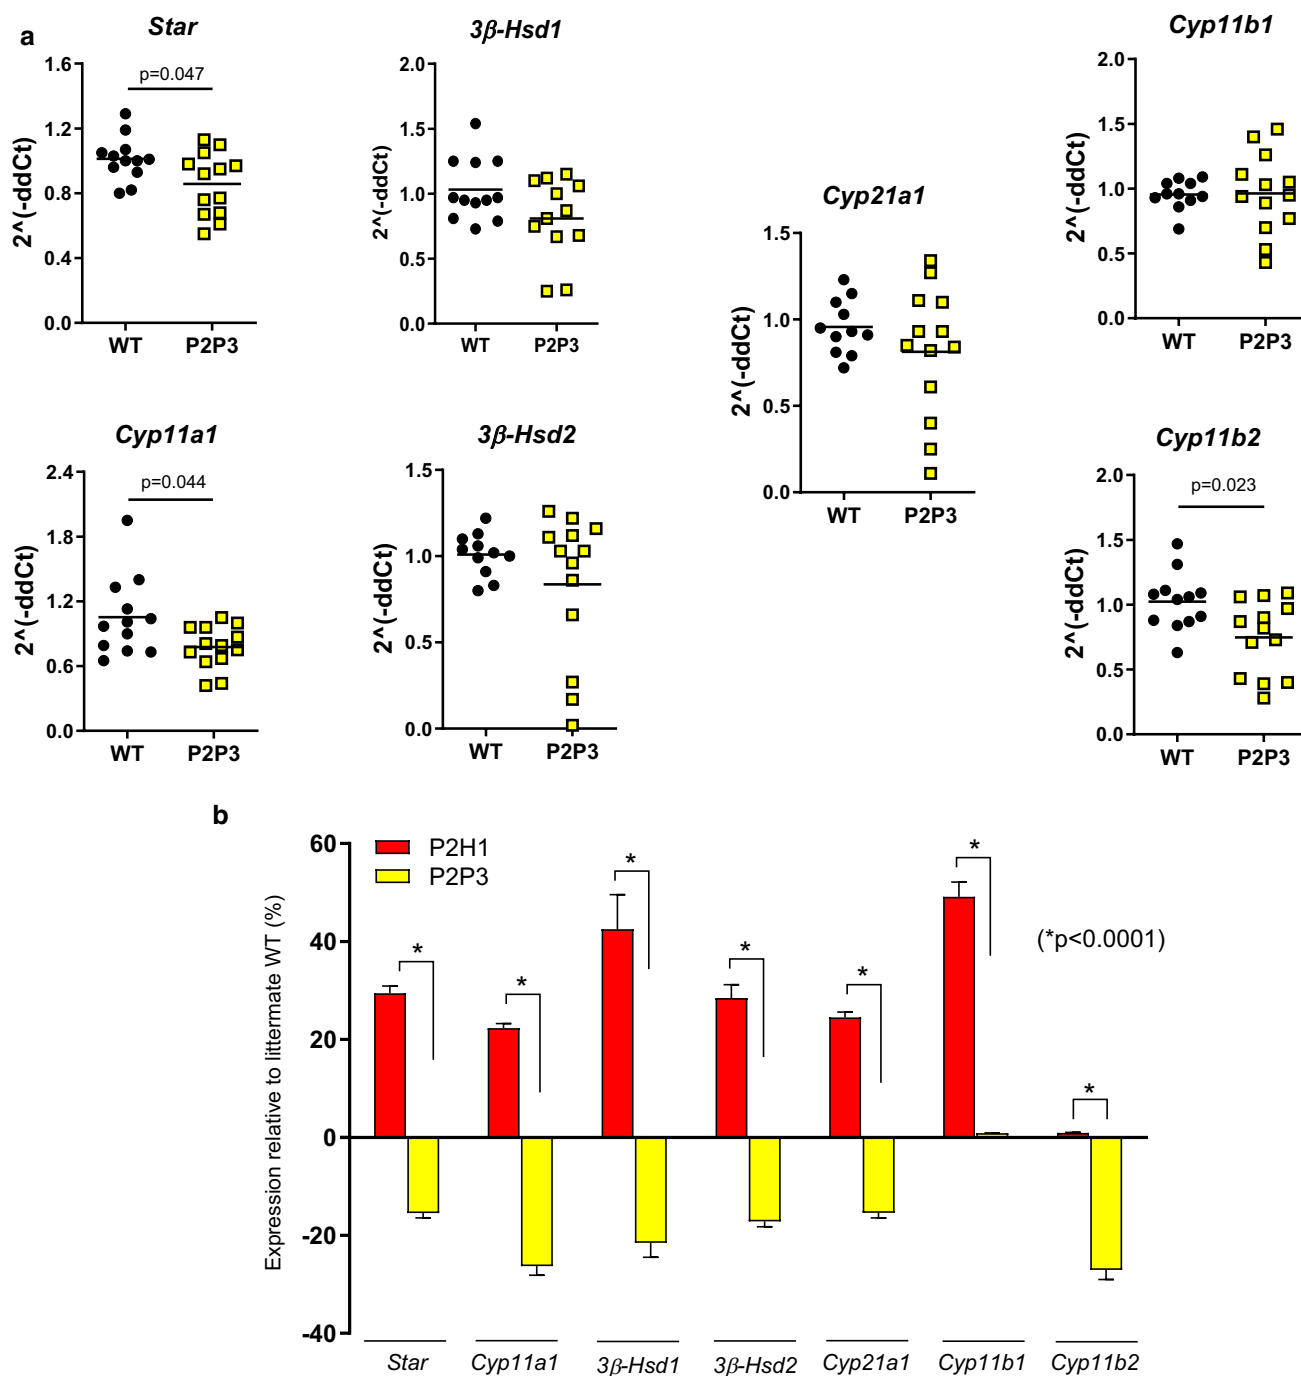 a
Star
2^(-ddCt)
1.6
1.2
0.8
0.4
0.0
p=0.047
WT P2P3
3β-Hsd1
2^(-ddCt)
2.0
1.5
1.0
0.5
0.0
WT P2P3
Cyp21a1
2^(-ddCt)
1.5
1.0
0.5
0.0
WT P2P3
Cyp11b1
2^(-ddCt)
2.0
1.5
1.0
0.5
0.0
WT P2P3
Cyp11a1
2^(-ddCt)
2.4
1.8
1.2
0.6
0.0
p=0.044
WT P2P3
3β-Hsd2
2^(-ddCt)
1.5
1.0
0.5
0.0
WT P2P3
Cyp11b2
2^(-ddCt)
2.0
1.5
1.0
0.5
0.0
p=0.023
WT P2P3
b
Expression relative to littermate WT (%)
60
40
20
0
-20
-40
P2H1
P2P3
* * * * * * *
(*p<0.0001)
Star Cyp11a1 3β-Hsd1 3β-Hsd2 Cyp21a1 Cyp11b1 Cyp11b2